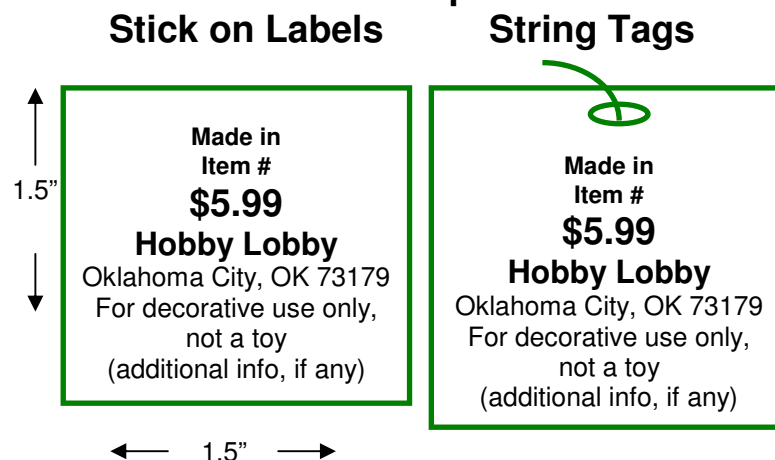 Stick on Labels
String Tags
1.5”
Made in
Item #
$5.99
Hobby Lobby
Oklahoma City, OK 73179
For decorative use only,
not a toy
(additional info, if any)
1.5”
Made in
Item #
$5.99
Hobby Lobby
Oklahoma City, OK 73179
For decorative use only,
not a toy
(additional info, if any)